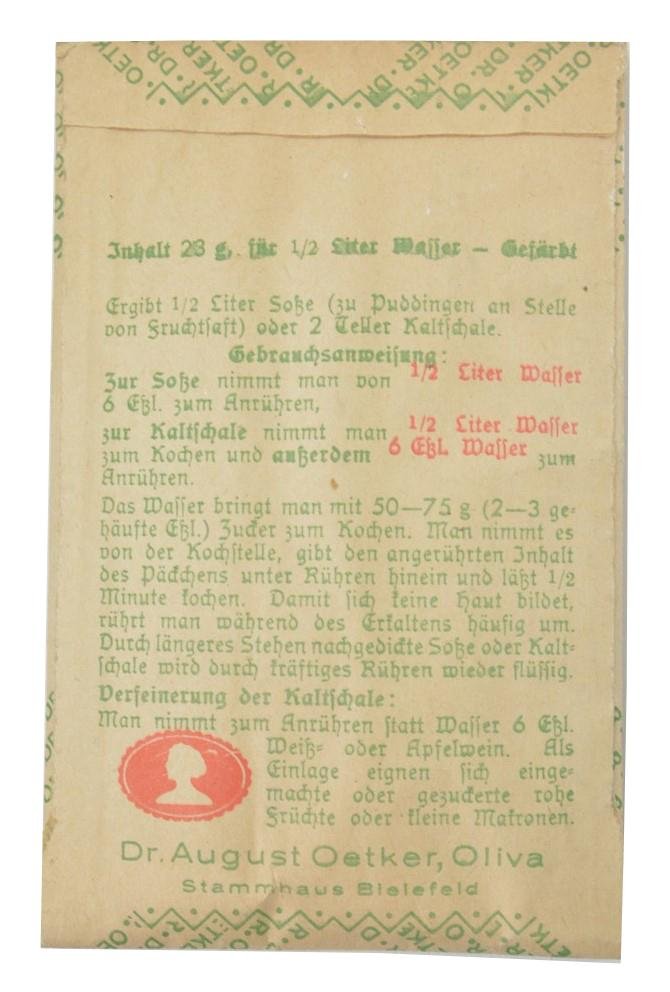 DR. OETKER · DR. OETKER · DR. OETKER
Inhalt 23 g, für 1/2 Liter Wasser — Gefärbt
Ergibt 1/2 Liter Soße (zu Puddingen an Stelle
von Fruchtsaft) oder 2 Teller Kaltschale.
Gebrauchsanweisung:
Zur Soße nimmt man von 1/2 Liter Wasser
6 Eßl. zum Anrühren,
zur Kaltschale nimmt man 1/2 Liter Wasser
zum Kochen und außerdem 6 Eßl. Wasser zum
Anrühren.
Das Wasser bringt man mit 50—75 g (2—3 ge-
häufte Eßl.) Zucker zum Kochen. Man nimmt es
von der Kochstelle, gibt den angerührten Inhalt
des Päckchens unter Rühren hinein und läßt 1/2
Minute kochen. Damit sich keine Haut bildet,
rührt man während des Erkaltens häufig um.
Durch längeres Stehen nachgedickte Soße oder Kalt-
schale wird durch kräftiges Rühren wieder flüssig.
Verfeinerung der Kaltschale:
Man nimmt zum Anrühren statt Wasser 6 Eßl.
Weiß- oder Apfelwein. Als
Einlage eignen sich einge-
machte oder gezuckerte rohe
Früchte oder kleine Makronen.
Dr. August Oetker, Oliva
Stammhaus Bielefeld